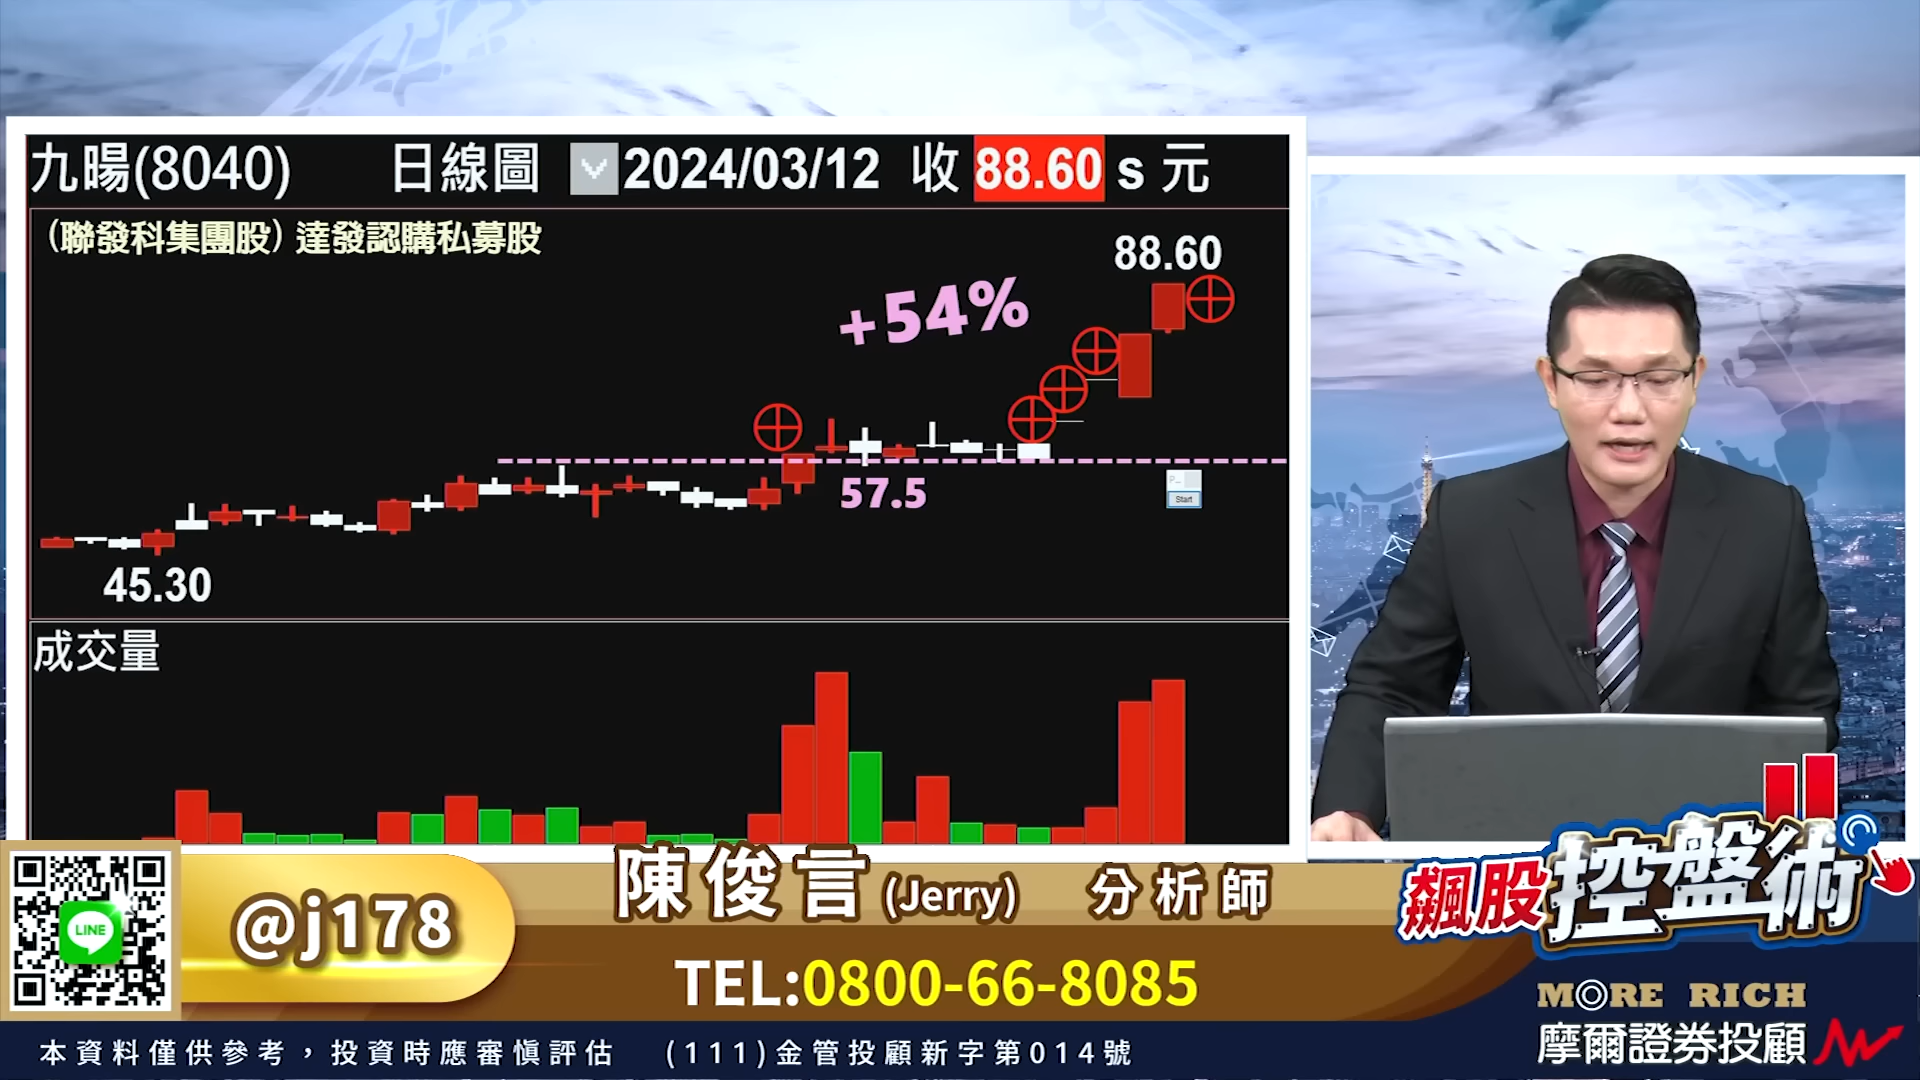 九暘(8040) 日線圖 2024/03/12 收 88.60 s 元
(聯發科集團股) 達發認購私募股
88.60
+54%
57.5
Start
45.30
成交量
LINE
@j178
陳俊言 (Jerry) 分析師
TEL:0800-66-8085
飆股控盤術
MORE RICH
摩爾證券投顧
本資料僅供參考，投資時應審慎評估 (111)金管投顧新字第014號